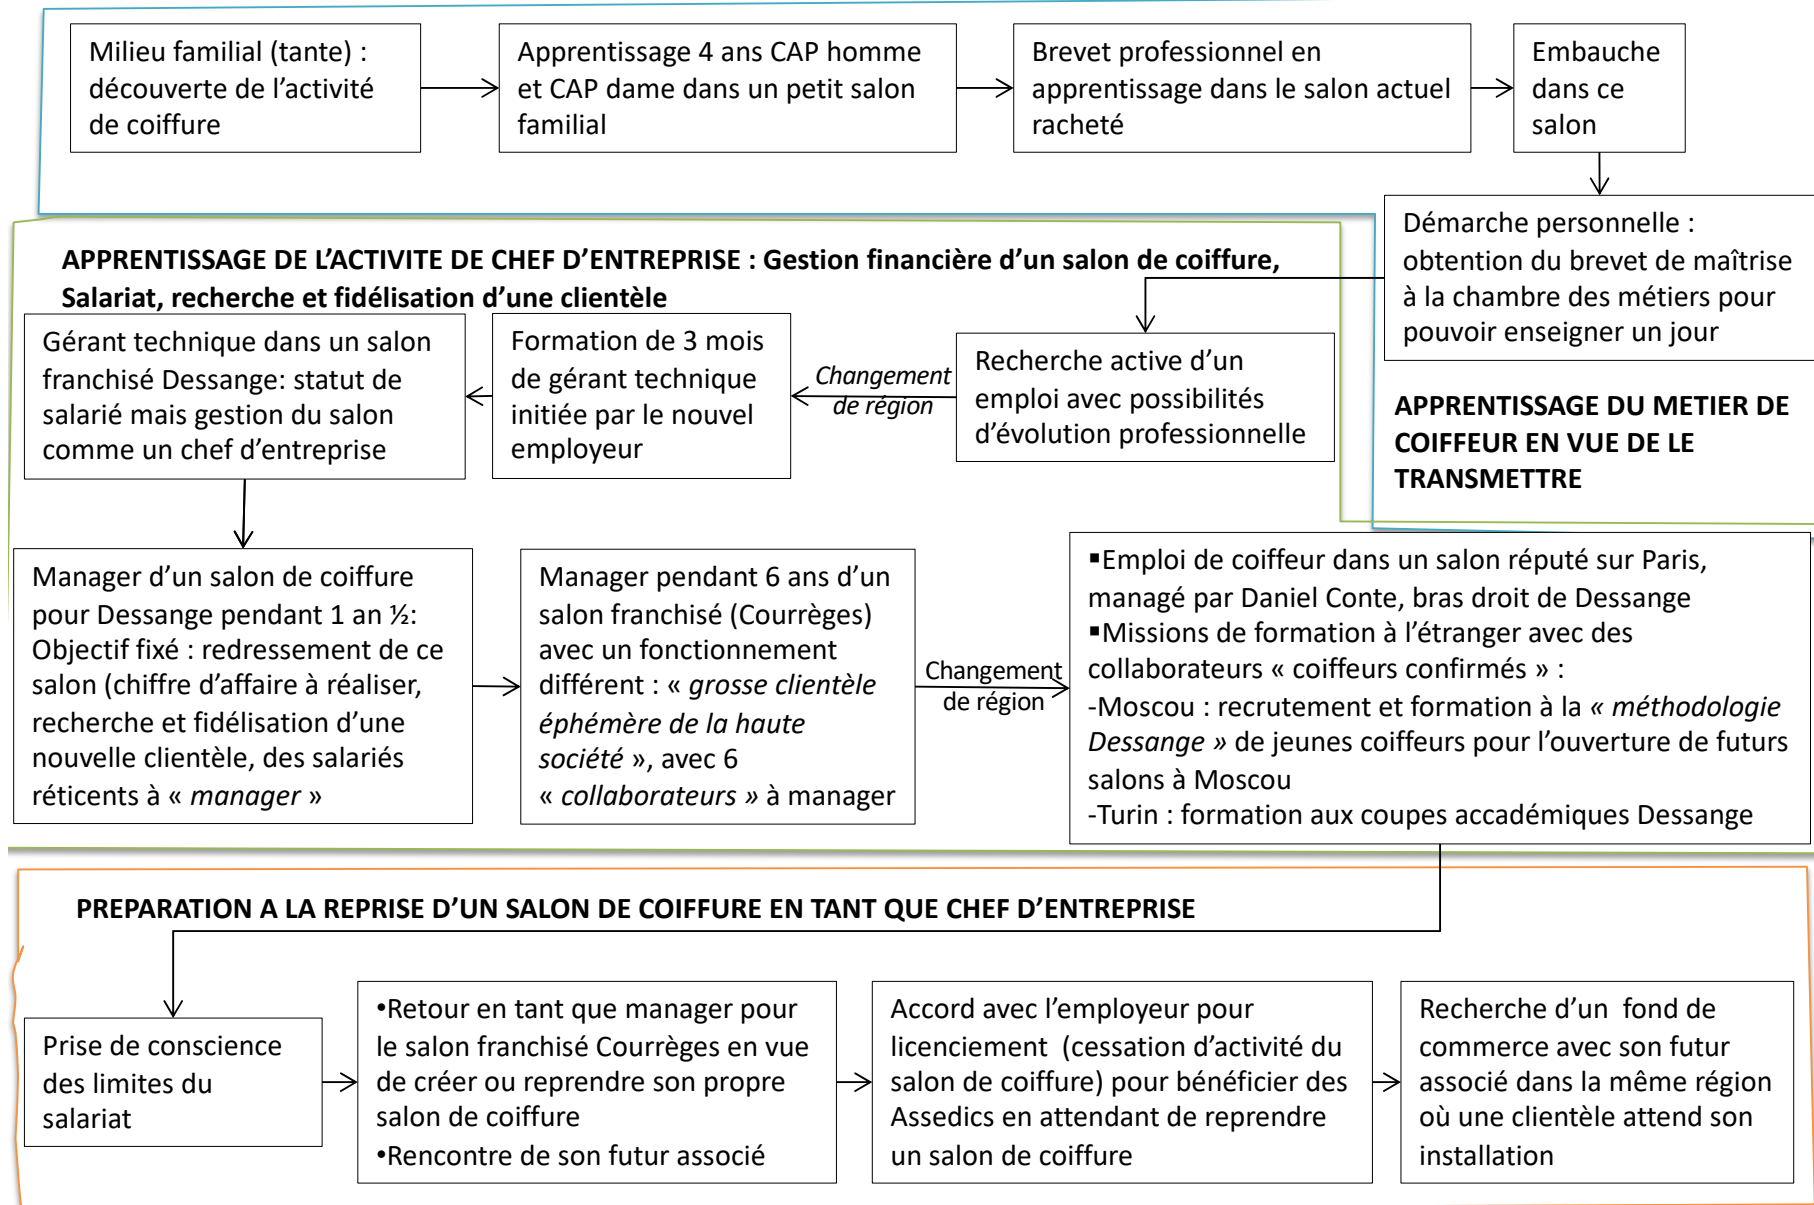 Milieu familial (tante) :
découverte de l’activité
de coiffure
Apprentissage 4 ans CAP homme
et CAP dame dans un petit salon
familial
Brevet professionnel en
apprentissage dans le salon actuel
racheté
Embauche
dans ce
salon
Démarche personnelle :
obtention du brevet de maîtrise
à la chambre des métiers pour
pouvoir enseigner un jour
APPRENTISSAGE DU METIER DE
COIFFEUR EN VUE DE LE
TRANSMETTRE
APPRENTISSAGE DE L’ACTIVITE DE CHEF D’ENTREPRISE : Gestion financière d’un salon de coiffure,
Salariat, recherche et fidélisation d’une clientèle
Recherche active d’un
emploi avec possibilités
d’évolution professionnelle
Changement
de région
Formation de 3 mois
de gérant technique
initiée par le nouvel
employeur
Gérant technique dans un salon
franchisé Dessange: statut de
salarié mais gestion du salon
comme un chef d’entreprise
Manager d’un salon de coiffure
pour Dessange pendant 1 an ½:
Objectif fixé : redressement de ce
salon (chiffre d’affaire à réaliser,
recherche et fidélisation d’une
nouvelle clientèle, des salariés
réticents à « manager »
Manager pendant 6 ans d’un
salon franchisé (Courrèges)
avec un fonctionnement
différent : « grosse clientèle
éphémère de la haute
société », avec 6
« collaborateurs » à manager
Changement
de région
▪Emploi de coiffeur dans un salon réputé sur Paris,
managé par Daniel Conte, bras droit de Dessange
▪Missions de formation à l’étranger avec des
collaborateurs « coiffeurs confirmés » :
-Moscou : recrutement et formation à la « méthodologie
Dessange » de jeunes coiffeurs pour l’ouverture de futurs
salons à Moscou
-Turin : formation aux coupes accadémiques Dessange
PREPARATION A LA REPRISE D’UN SALON DE COIFFURE EN TANT QUE CHEF D’ENTREPRISE
Prise de conscience
des limites du
salariat
•Retour en tant que manager pour
le salon franchisé Courrèges en vue
de créer ou reprendre son propre
salon de coiffure
•Rencontre de son futur associé
Accord avec l’employeur pour
licenciement (cessation d’activité du
salon de coiffure) pour bénéficier des
Assedics en attendant de reprendre
un salon de coiffure
Recherche d’un fond de
commerce avec son futur
associé dans la même région
où une clientèle attend son
installation